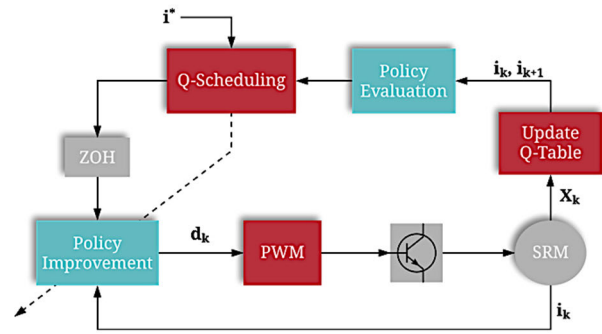 i*
Q-Scheduling
Policy
Evaluation
iₖ, iₖ₊₁
Update
Q-Table
ZOH
Xₖ
Policy
Improvement
dₖ
PWM
SRM
iₖ